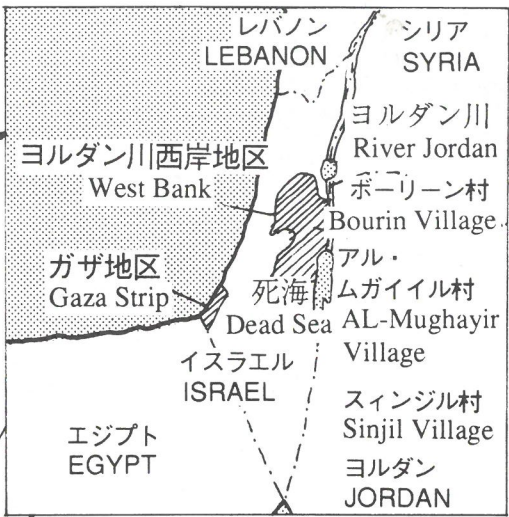 レバノン
LEBANON
シリア
SYRIA
ヨルダン川
River Jordan
ヨルダン川西岸地区
West Bank
ボーリーン村
Bourin Village
ガザ地区
Gaza Strip
死海
Dead Sea
アル・
ムガイイル村
AL-Mughayir
Village
イスラエル
ISRAEL
スィンジル村
Sinjil Village
エジプト
EGYPT
ヨルダン
JORDAN